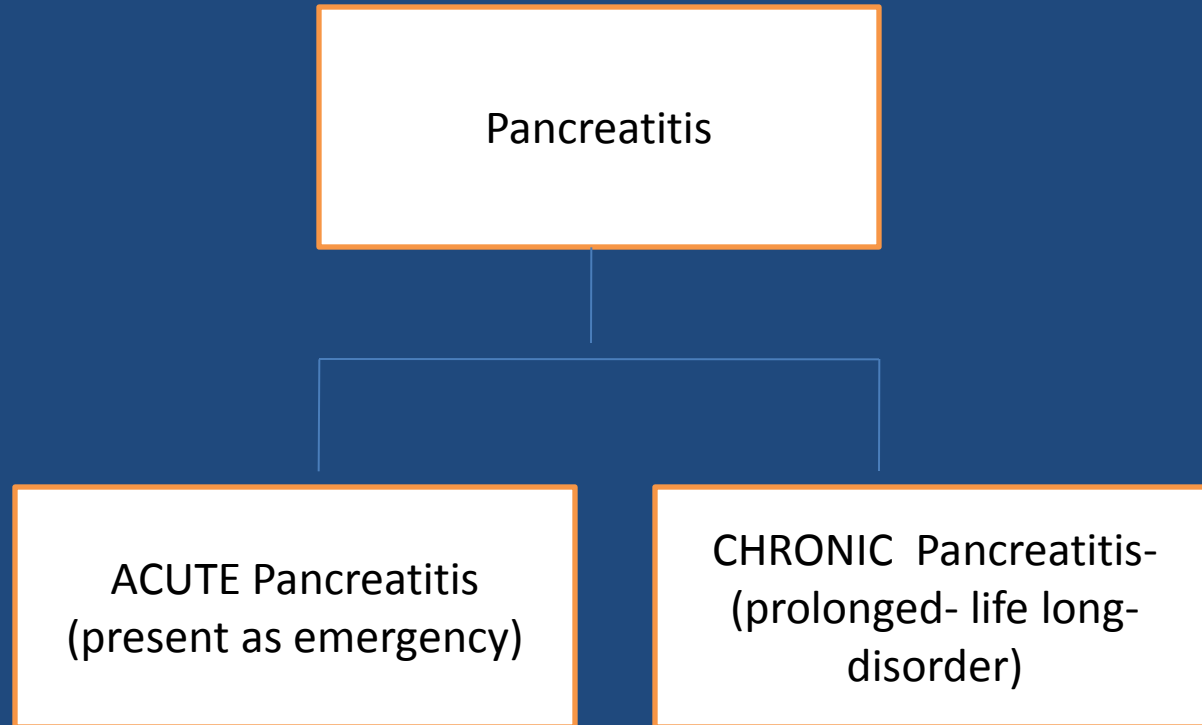 Pancreatitis
ACUTE Pancreatitis
(present as emergency)
CHRONIC  Pancreatitis-
(prolonged- life long-
disorder)